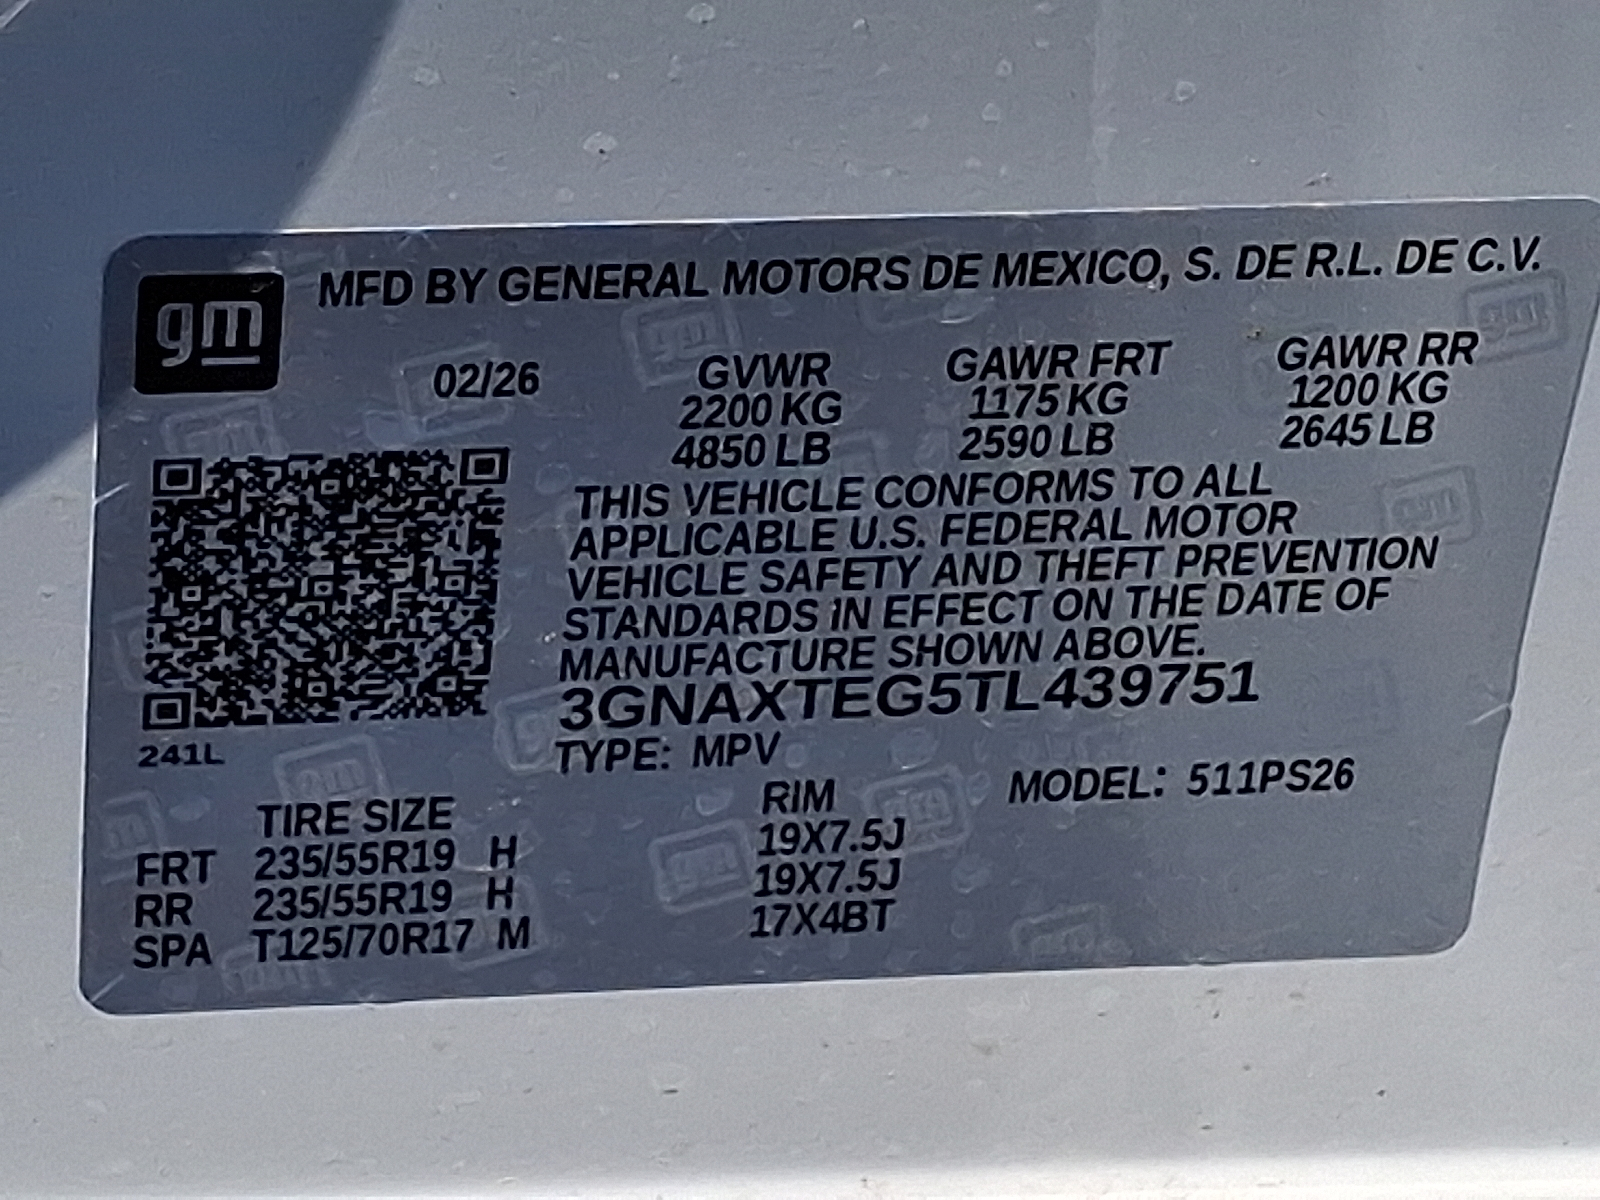 gm
MFD BY GENERAL MOTORS DE MEXICO, S. DE R.L. DE C.V.
02/26 GVWR GAWR FRT GAWR RR
2200 KG 1175 KG 1200 KG
4850 LB 2590 LB 2645 LB
THIS VEHICLE CONFORMS TO ALL
APPLICABLE U.S. FEDERAL MOTOR
VEHICLE SAFETY AND THEFT PREVENTION
STANDARDS IN EFFECT ON THE DATE OF
MANUFACTURE SHOWN ABOVE.
3GNAXTEG5TL439751
241L
TYPE: MPV
MODEL: 511PS26
TIRE SIZE RIM
FRT 235/55R19 H 19X7.5J
RR 235/55R19 H 19X7.5J
SPA T125/70R17 M 17X4BT